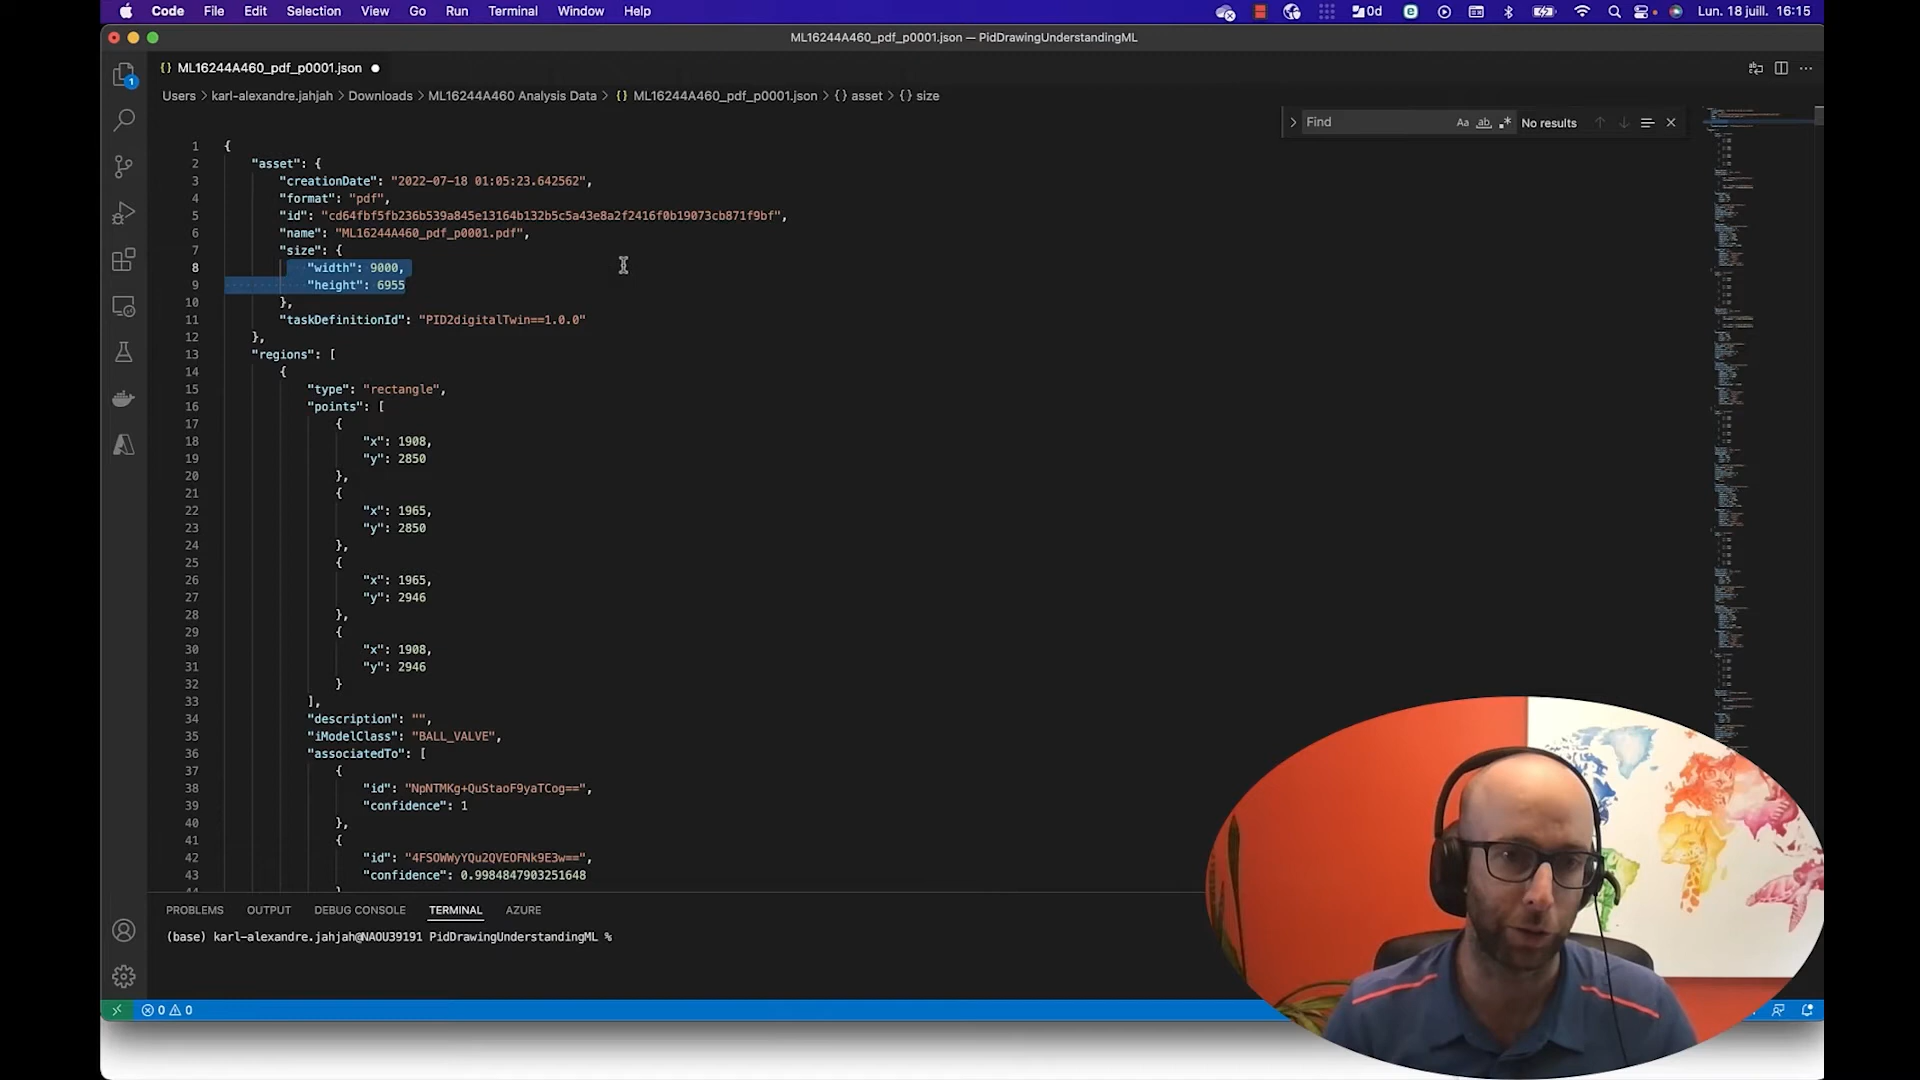 Code File Edit Selection View Go Run Terminal Window Help 0d Lun. 18 juill. 16:15
ML16244A460_pdf_p0001.json — PidDrawingUnderstandingML
{} ML16244A460_pdf_p0001.json ●
Users > karl-alexandre.jahjah > Downloads > ML16244A460 Analysis Data > {} ML16244A460_pdf_p0001.json > {} asset > {} size
> Find Aa ab No results
1 {
2 "asset": {
3 "creationDate": "2022-07-18 01:05:23.642562",
4 "format": "pdf",
5 "id": "cd64fbf5fb236b539a845e13164b132b5c5a43e8a2f2416f0b19073cb871f9bf",
6 "name": "ML16244A460_pdf_p0001.pdf",
7 "size": {
8 "width": 9000,
9 "height": 6955
10 },
11 "taskDefinitionId": "PID2digitalTwin==1.0.0"
12 },
13 "regions": [
14 {
15 "type": "rectangle",
16 "points": [
17 {
18 "x": 1908,
19 "y": 2850
20 },
21 {
22 "x": 1965,
23 "y": 2850
24 },
25 {
26 "x": 1965,
27 "y": 2946
28 },
29 {
30 "x": 1908,
31 "y": 2946
32 }
33 ],
34 "description": "",
35 "iModelClass": "BALL_VALVE",
36 "associatedTo": [
37 {
38 "id": "NpNTMKg+QuStaoF9yaTCog==",
39 "confidence": 1
40 },
41 {
42 "id": "4FSOWWyYQu2QVEOFNk9E3w==",
43 "confidence": 0.9984847903251648
44 }
PROBLEMS OUTPUT DEBUG CONSOLE TERMINAL AZURE
(base) karl-alexandre.jahjah@NAOU39191 PidDrawingUnderstandingML %
0 0